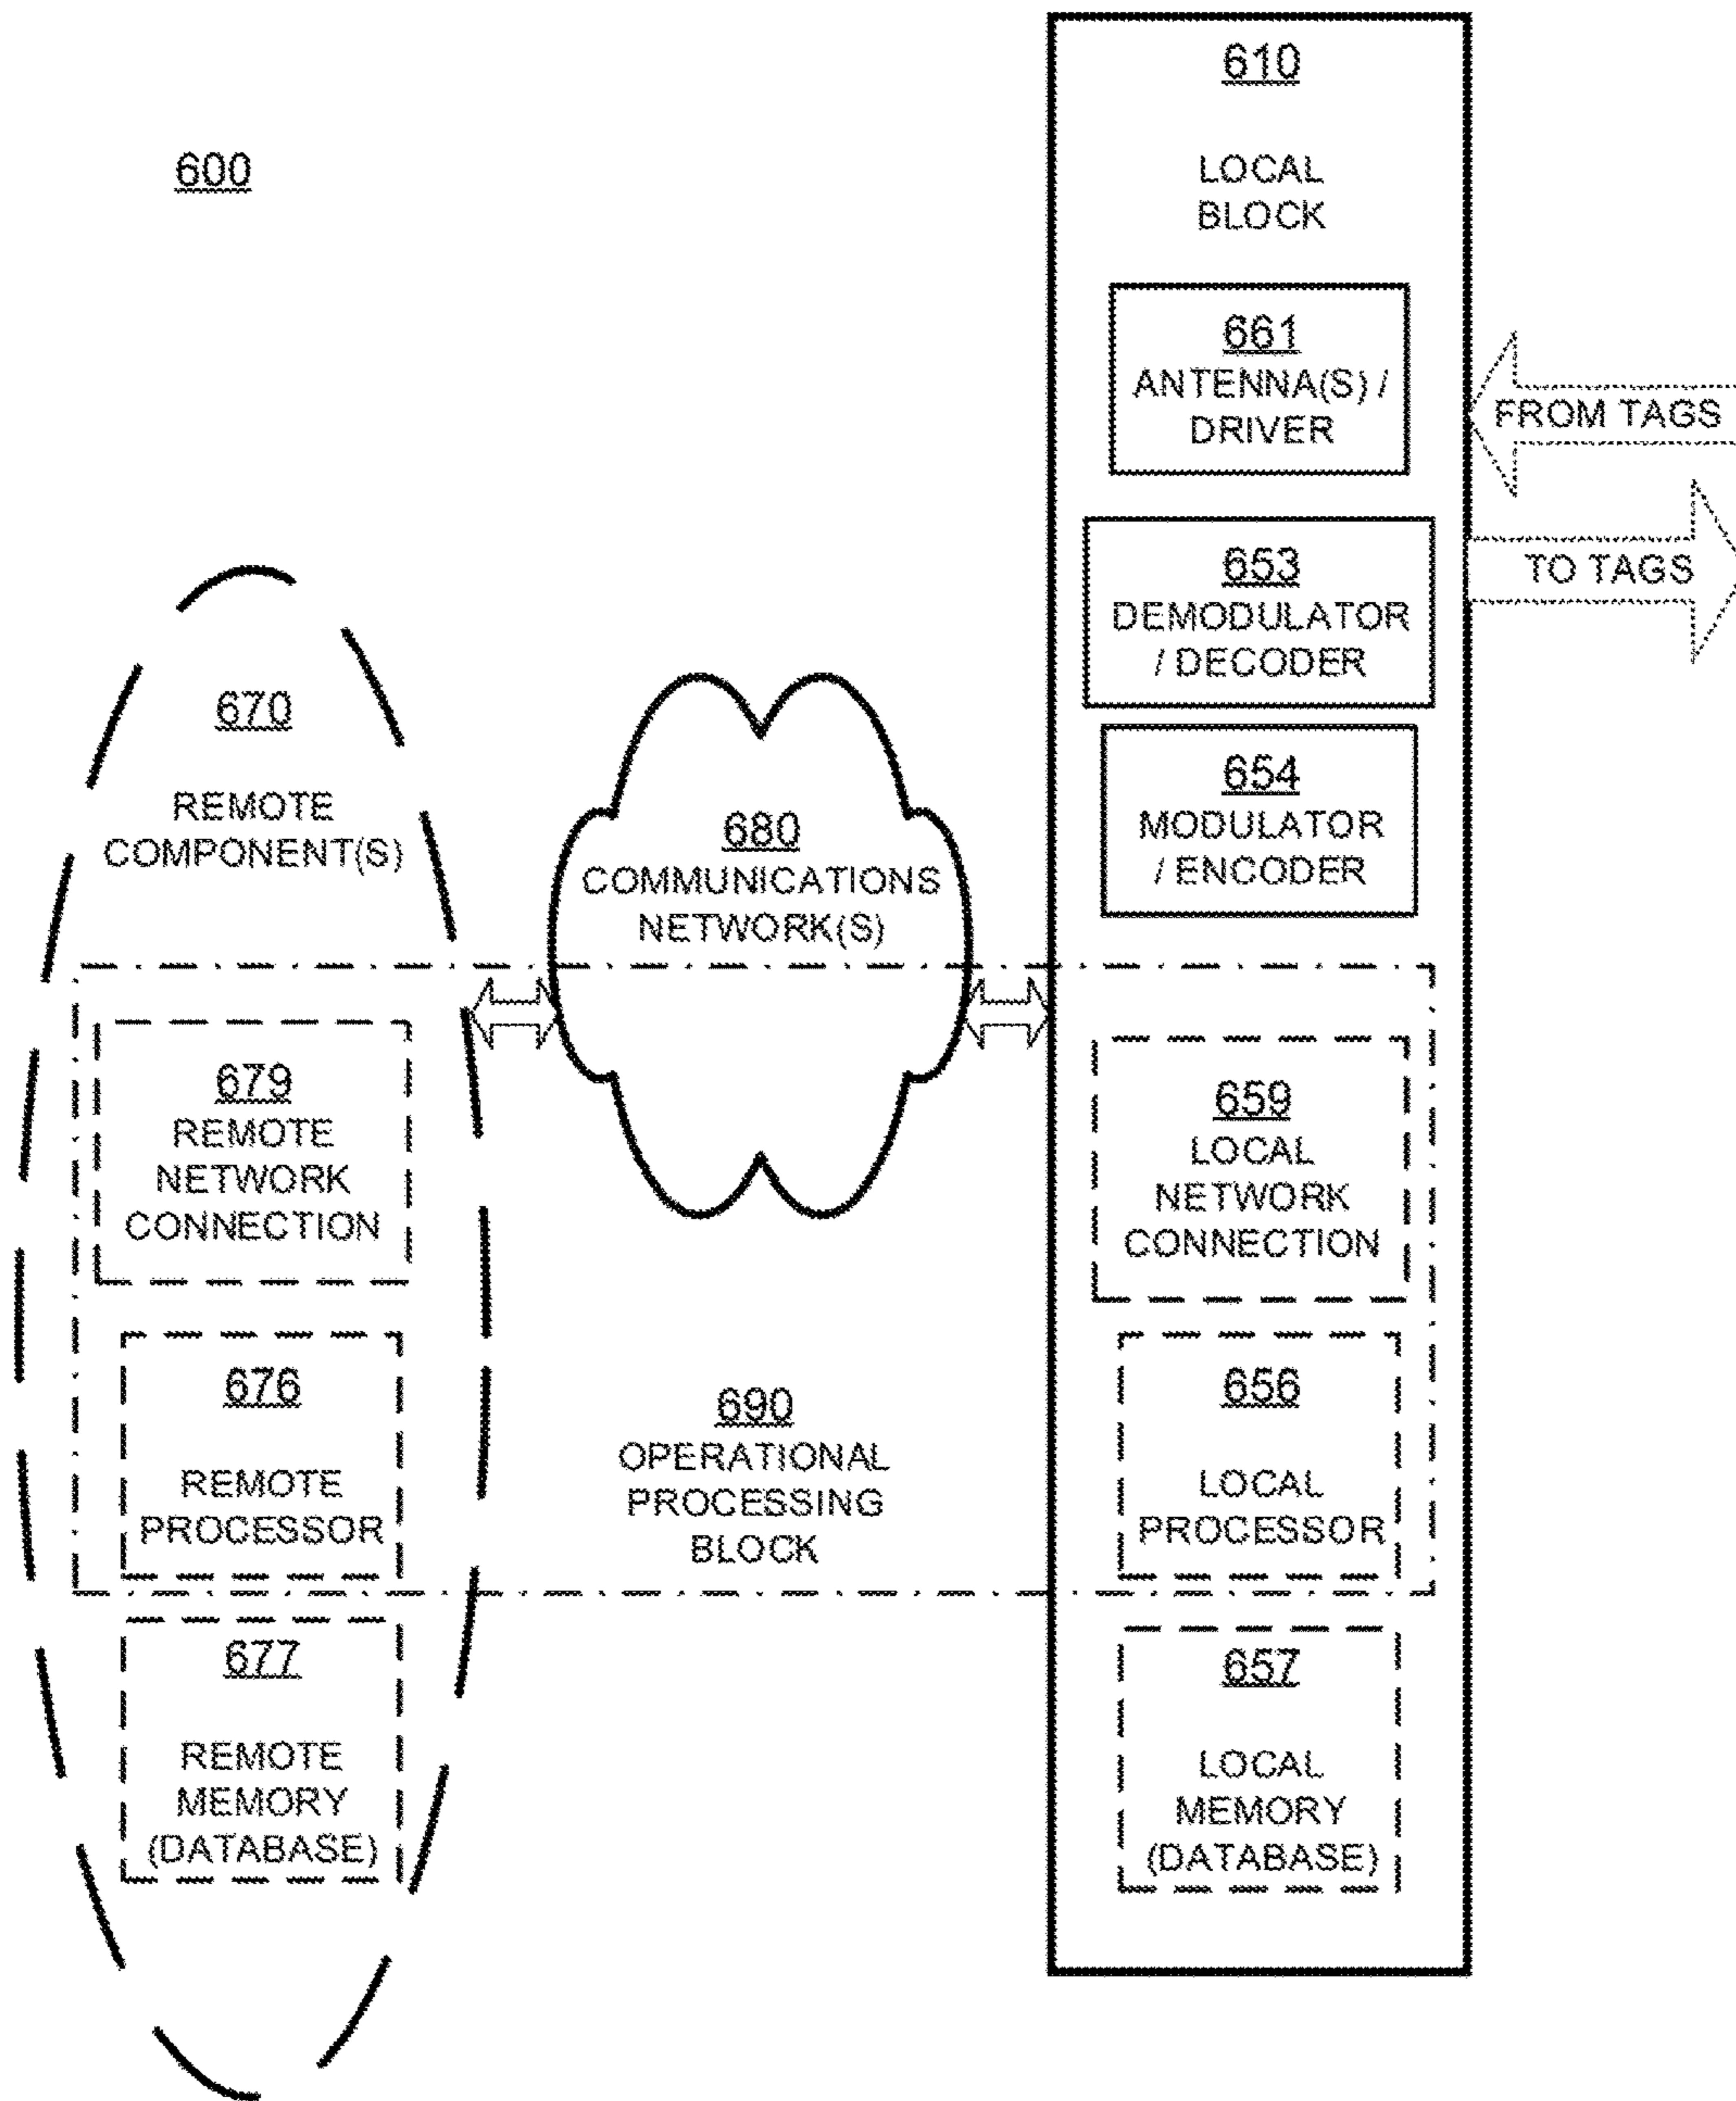 600
610
LOCAL
BLOCK
661
ANTENNA(S) /
DRIVER
FROM TAGS
TO TAGS
653
DEMODULATOR
/ DECODER
654
MODULATOR
/ ENCODER
670
REMOTE
COMPONENT(S)
680
COMMUNICATIONS
NETWORK(S)
679
REMOTE
NETWORK
CONNECTION
659
LOCAL
NETWORK
CONNECTION
676
REMOTE
PROCESSOR
690
OPERATIONAL
PROCESSING
BLOCK
656
LOCAL
PROCESSOR
677
REMOTE
MEMORY
(DATABASE)
657
LOCAL
MEMORY
(DATABASE)